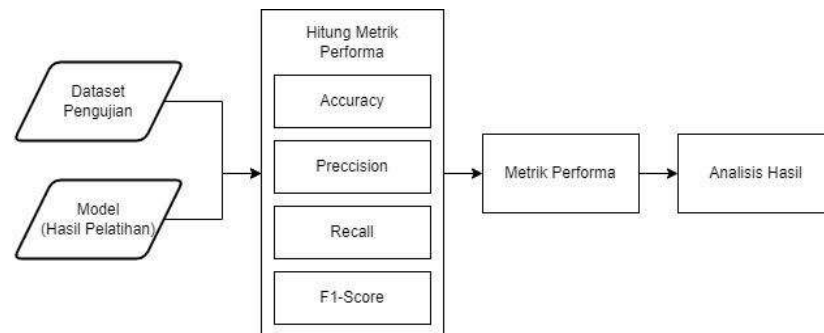 Dataset
Pengujian
Model
(Hasil Pelatihan)
Hitung Metrik
Performa
Accuracy
Preccision
Recall
F1-Score
Metrik Performa
Analisis Hasil